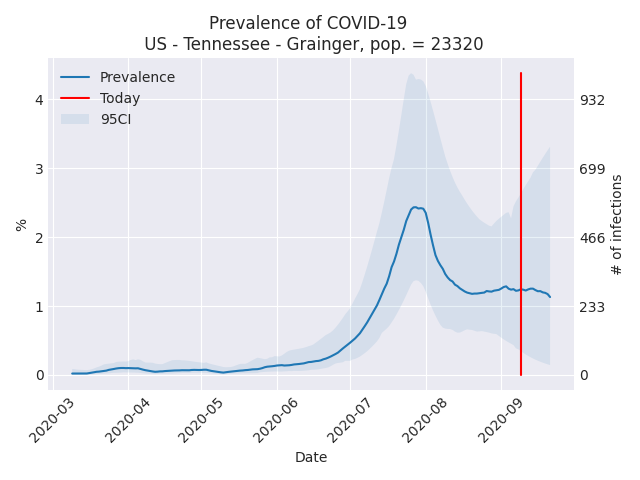 Prevalence of COVID-19
US - Tennessee - Grainger, pop. = 23320
Prevalence
Today
95CI
4
3
2
1
0
%
932
699
466
233
0
# of infections
2020-03
2020-04
2020-05
2020-06
2020-07
2020-08
2020-09
Date